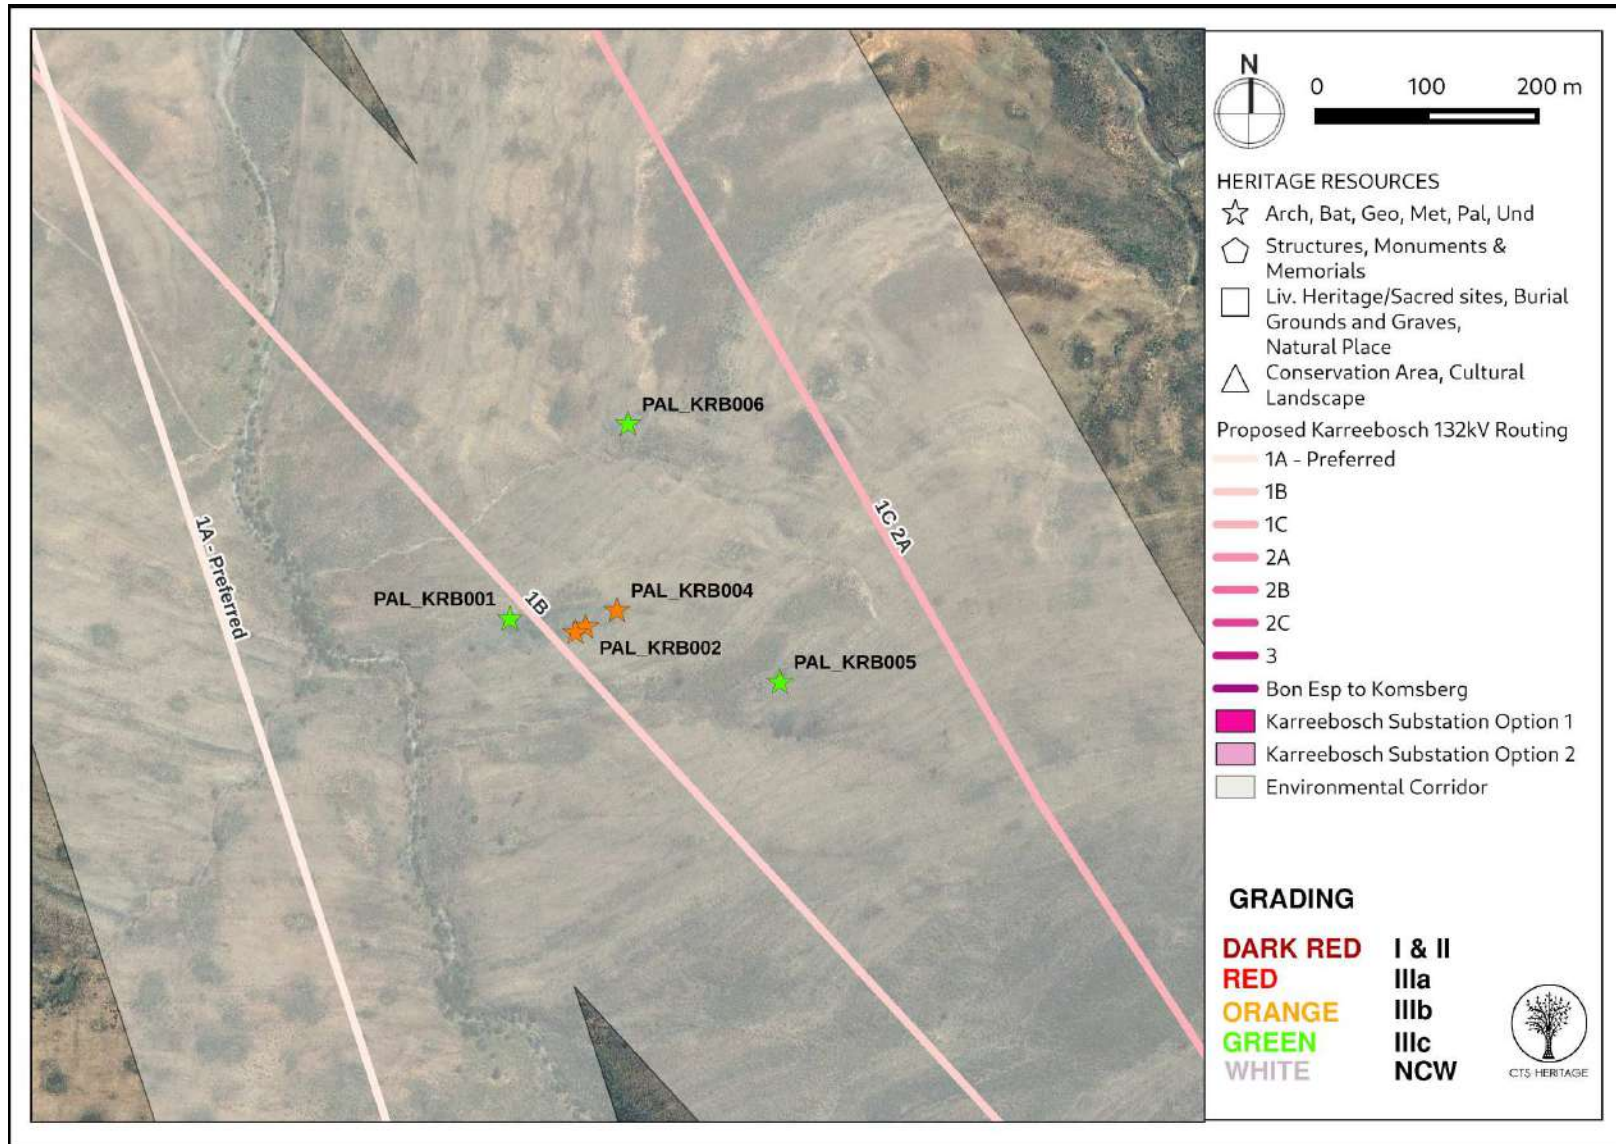 PAL_KRB006
1C 2A
1A - Preferred
PAL_KRB001
1B
PAL_KRB004
PAL_KRB002
PAL_KRB005
N
0 100 200 m
HERITAGE RESOURCES
Arch, Bat, Geo, Met, Pal, Und
Structures, Monuments &
Memorials
Liv. Heritage/Sacred sites, Burial
Grounds and Graves,
Natural Place
Conservation Area, Cultural
Landscape
Proposed Karreebosch 132kV Routing
1A - Preferred
1B
1C
2A
2B
2C
3
Bon Esp to Komsberg
Karreebosch Substation Option 1
Karreebosch Substation Option 2
Environmental Corridor
GRADING
DARK RED I & II
RED IIIa
ORANGE IIIb
GREEN IIIc
WHITE NCW
CTS HERITAGE